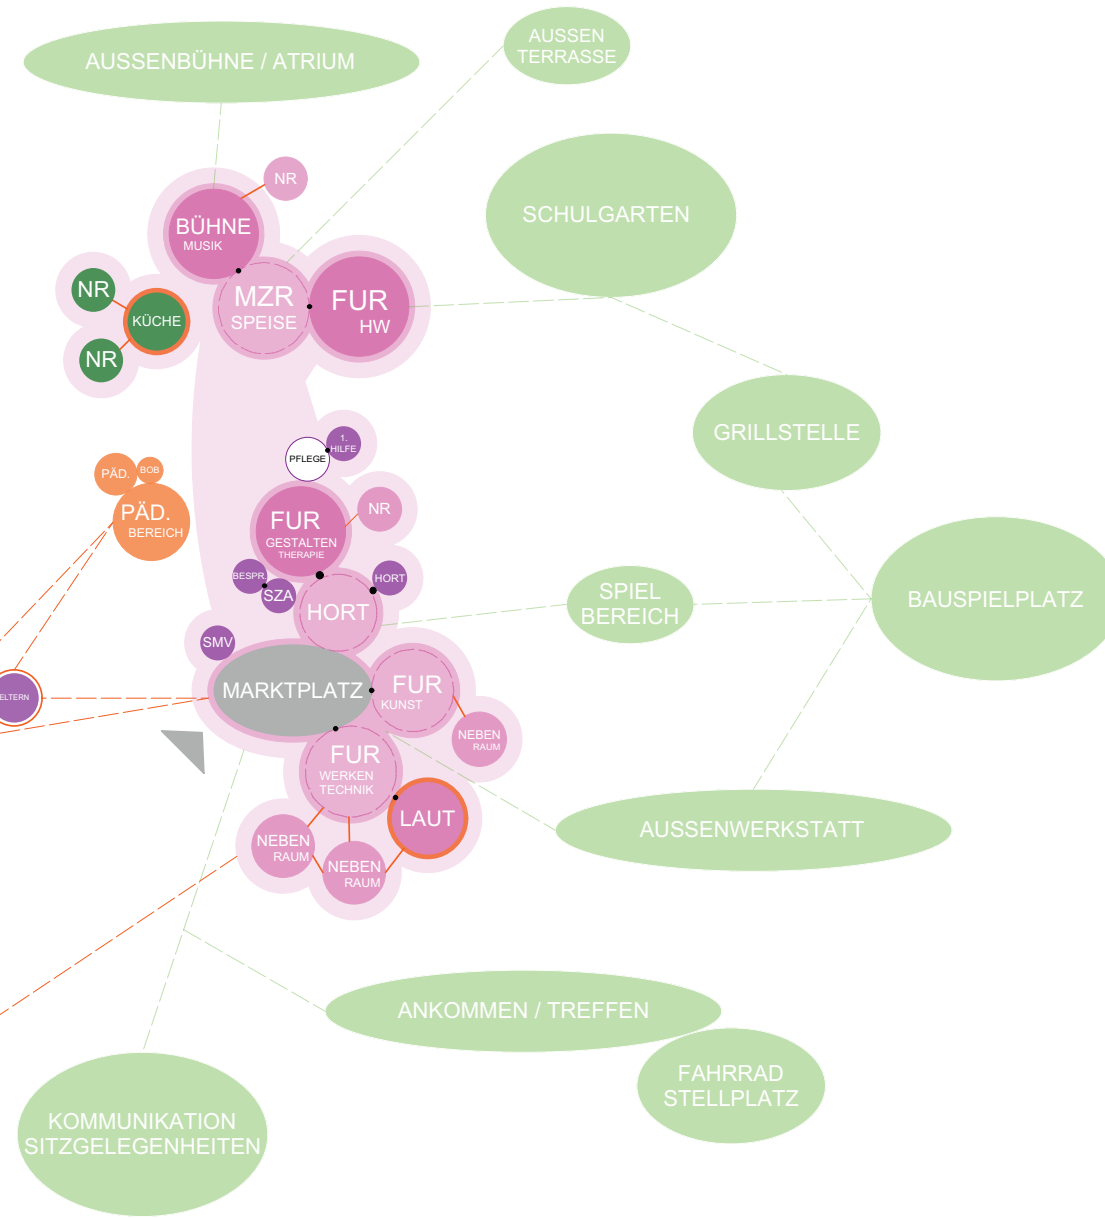 AUSSENBÜHNE / ATRIUM
AUSSEN
TERRASSE
NR
SCHULGARTEN
BÜHNE
MUSIK
NR
MZR
SPEISE
FUR
HW
KÜCHE
NR
GRILLSTELLE
1.
HILFE
PFLEGE
PÄD.
BOB
PÄD.
BEREICH
NR
FUR
GESTALTEN
THERAPIE
BESPR.
SZA
HORT
HORT
SPIEL
BEREICH
BAUSPIELPLATZ
SMV
MARKTPLATZ
FUR
KUNST
ELTERN
NEBEN
RAUM
FUR
WERKEN
TECHNIK
LAUT
AUSSENWERKSTATT
NEBEN
RAUM
NEBEN
RAUM
ANKOMMEN / TREFFEN
FAHRRAD
STELLPLATZ
KOMMUNIKATION
SITZGELEGENHEITEN